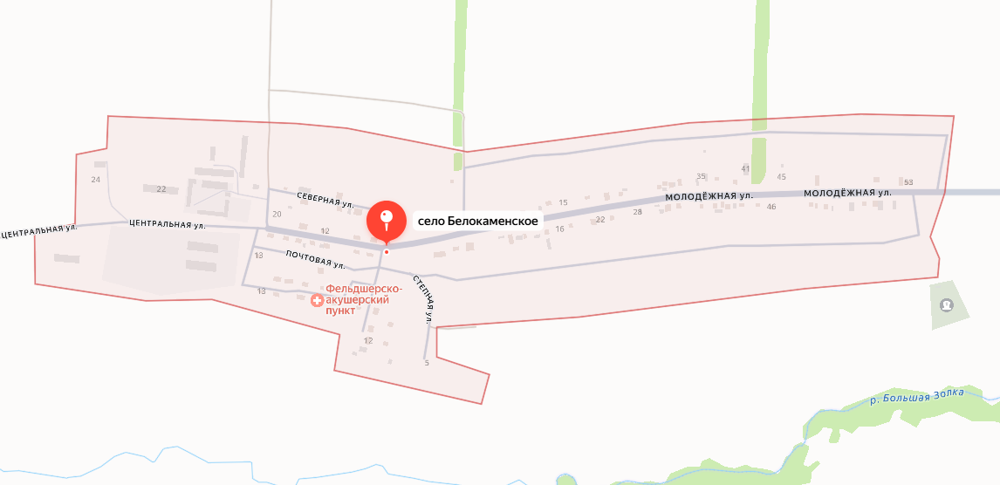 24
22
20
СЕВЕРНАЯ ул.
12
село Белокаменское
15
16
22
28
35
41
45
53
МОЛОДЁЖНАЯ ул.
МОЛОДЁЖНАЯ ул.
46
ЦЕНТРАЛЬНАЯ ул.
ЦЕНТРАЛЬНАЯ ул.
13
ПОЧТОВАЯ ул.
13
Фельдшерско-
акушерский
пункт
СТЕПНАЯ ул.
12
5
р. Большая Золка